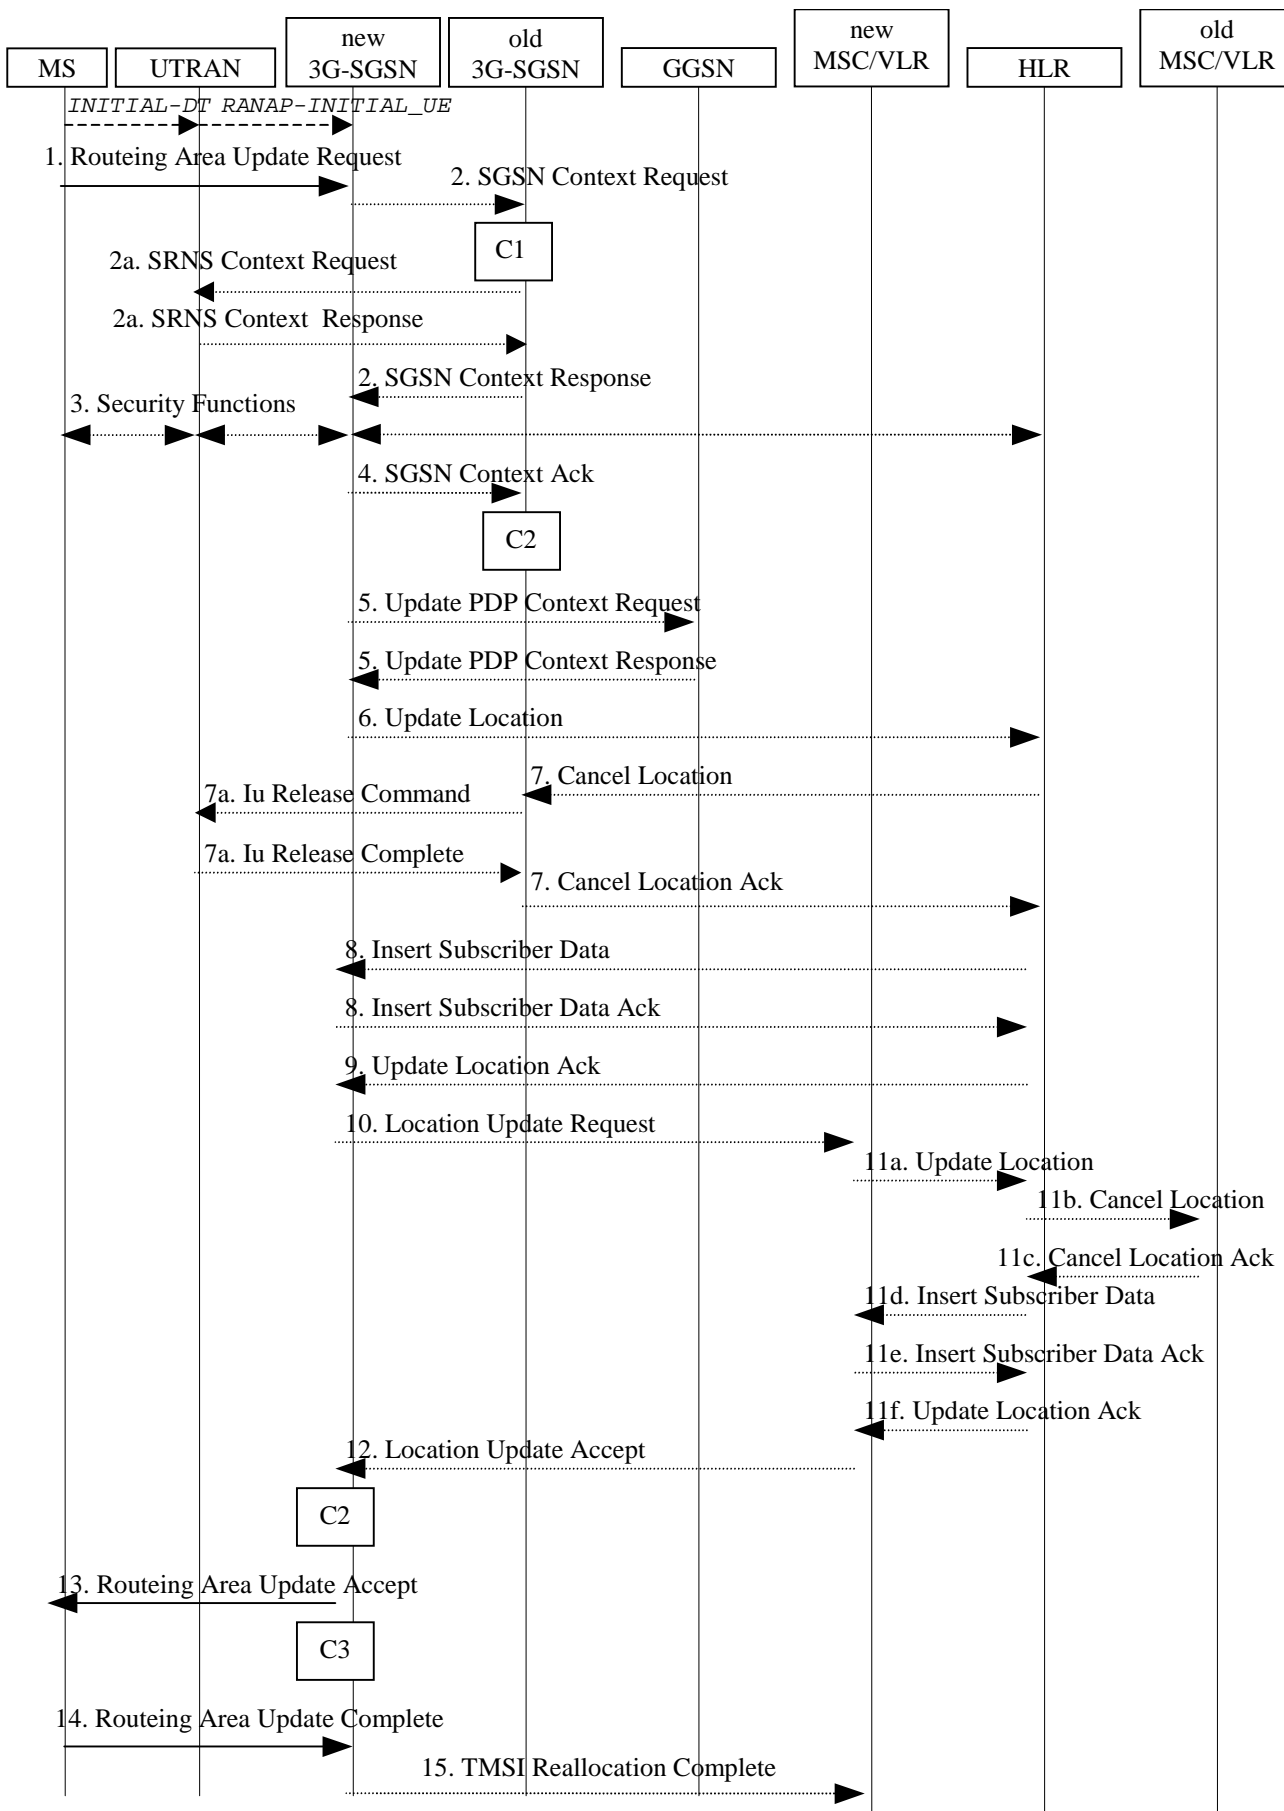 MS
UTRAN
new
3G-SGSN
old
3G-SGSN
GGSN
new
MSC/VLR
HLR
old
MSC/VLR
INITIAL-DT RANAP-INITIAL_UE
1. Routeing Area Update Request
2. SGSN Context Request
C1
2a. SRNS Context Request
2a. SRNS Context Response
2. SGSN Context Response
3. Security Functions
4. SGSN Context Ack
C2
5. Update PDP Context Request
5. Update PDP Context Response
6. Update Location
7. Cancel Location
7a. Iu Release Command
7a. Iu Release Complete
7. Cancel Location Ack
8. Insert Subscriber Data
8. Insert Subscriber Data Ack
9. Update Location Ack
10. Location Update Request
11a. Update Location
11b. Cancel Location
11c. Cancel Location Ack
11d. Insert Subscriber Data
11e. Insert Subscriber Data Ack
11f. Update Location Ack
12. Location Update Accept
C2
13. Routeing Area Update Accept
C3
14. Routeing Area Update Complete
15. TMSI Reallocation Complete